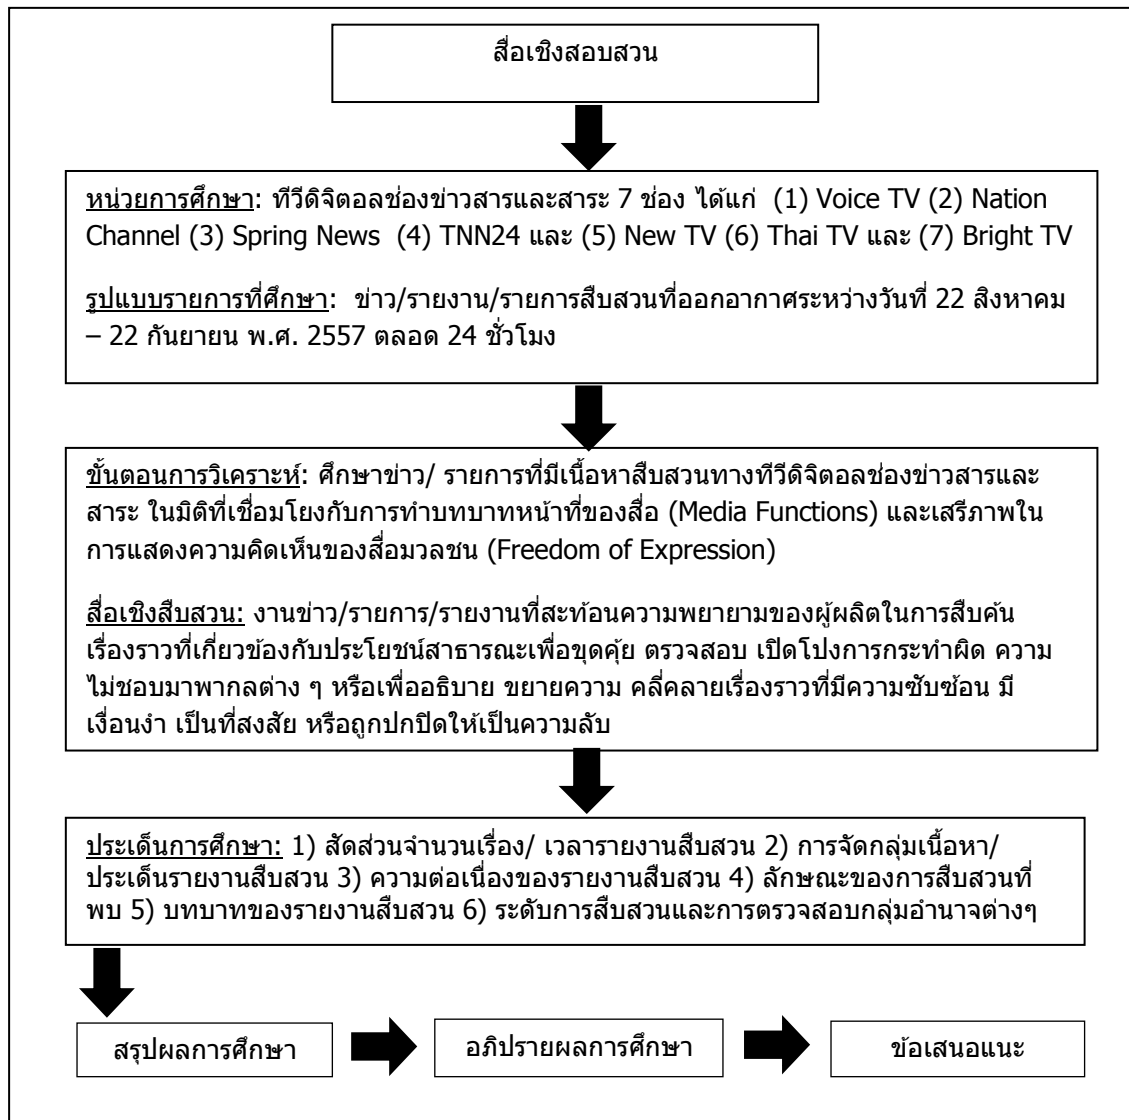 สื่อเชิงสอบสวน
หน่วยการศึกษา: ทีวีดิจิตอลช่องข่าวสารและสาระ 7 ช่อง ได้แก่ (1) Voice TV (2) Nation
Channel (3) Spring News (4) TNN24 และ (5) New TV (6) Thai TV และ (7) Bright TV
รูปแบบรายการที่ศึกษา: ข่าว/รายงาน/รายการสืบสวนที่ออกอากาศระหว่างวันที่ 22 สิงหาคม
– 22 กันยายน พ.ศ. 2557 ตลอด 24 ชั่วโมง
ขั้นตอนการวิเคราะห์: ศึกษาข่าว/ รายการที่มีเนื้อหาสืบสวนทางทีวีดิจิตอลช่องข่าวสารและ
สาระ ในมิติที่เชื่อมโยงกับการทำบทบาทหน้าที่ของสื่อ (Media Functions) และเสรีภาพใน
การแสดงความคิดเห็นของสื่อมวลชน (Freedom of Expression)
สื่อเชิงสืบสวน: งานข่าว/รายการ/รายงานที่สะท้อนความพยายามของผู้ผลิตในการสืบค้น
เรื่องราวที่เกี่ยวข้องกับประโยชน์สาธารณะเพื่อขุดคุ้ย ตรวจสอบ เปิดโปงการกระทำผิด ความ
ไม่ชอบมาพากลต่าง ๆ หรือเพื่ออธิบาย ขยายความ คลี่คลายเรื่องราวที่มีความซับซ้อน มี
เงื่อนงำ เป็นที่สงสัย หรือถูกปกปิดให้เป็นความลับ
ประเด็นการศึกษา: 1) สัดส่วนจำนวนเรื่อง/ เวลารายงานสืบสวน 2) การจัดกลุ่มเนื้อหา/
ประเด็นรายงานสืบสวน 3) ความต่อเนื่องของรายงานสืบสวน 4) ลักษณะของการสืบสวนที่
พบ 5) บทบาทของรายงานสืบสวน 6) ระดับการสืบสวนและการตรวจสอบกลุ่มอำนาจต่างๆ
สรุปผลการศึกษา
อภิปรายผลการศึกษา
ข้อเสนอแนะ